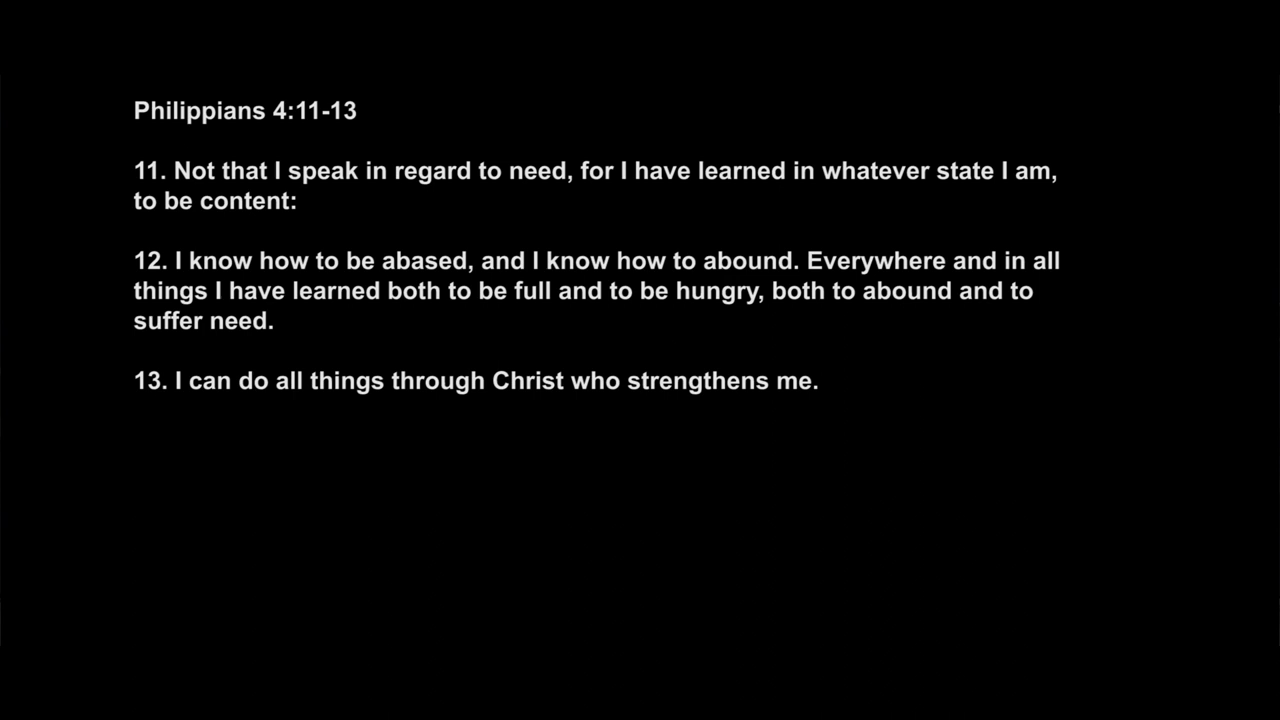 Philippians 4:11-13
11. Not that I speak in regard to need, for I have learned in whatever state I am,
to be content:
12. I know how to be abased, and I know how to abound. Everywhere and in all
things I have learned both to be full and to be hungry, both to abound and to
suffer need.
13. I can do all things through Christ who strengthens me.